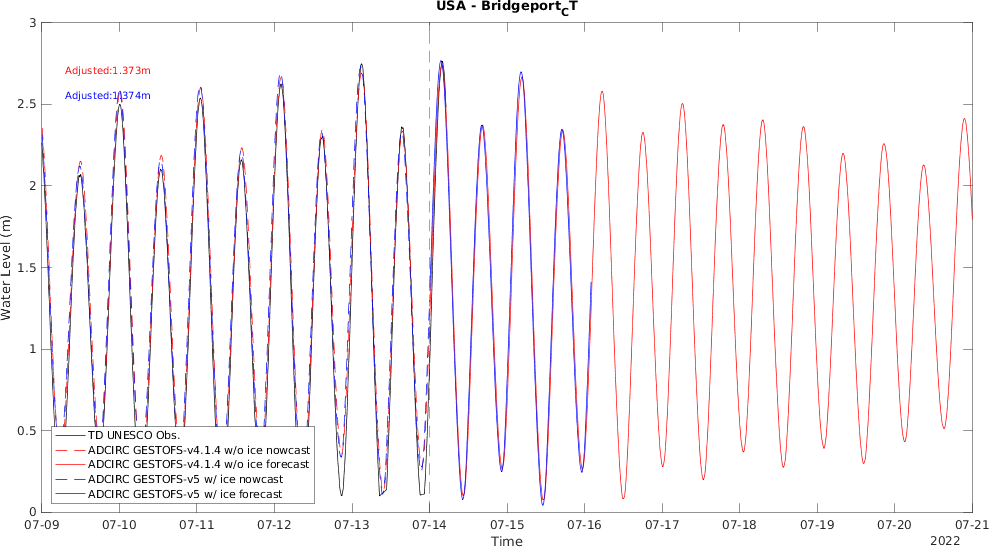 USA - BridgeportCT
3
2.5
2
1.5
1
0.5
0
Water Level (m)
Adjusted:1.373m
Adjusted:1.374m
TD UNESCO Obs.
ADCIRC GESTOFS-v4.1.4 w/o ice nowcast
ADCIRC GESTOFS-v4.1.4 w/o ice forecast
ADCIRC GESTOFS-v5 w/ ice nowcast
ADCIRC GESTOFS-v5 w/ ice forecast
07-09 07-10 07-11 07-12 07-13 07-14 07-15 07-16 07-17 07-18 07-19 07-20 07-21
Time
2022